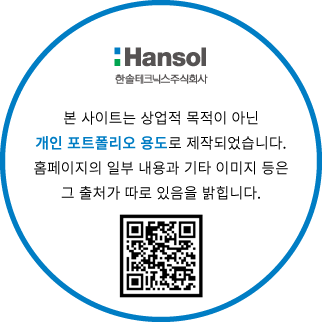 Hansol
한솔테크닉스주식회사
본 사이트는 상업적 목적이 아닌
개인 포트폴리오 용도로 제작되었습니다.
홈페이지의 일부 내용과 기타 이미지 등은
그 출처가 따로 있음을 밝힙니다.